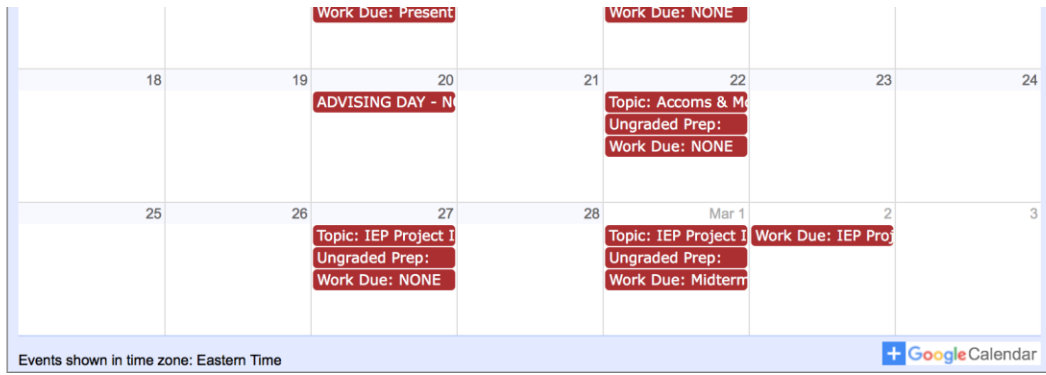 Work Due: Present Work Due: NONE
18 19 20 21 22 23 24
ADVISING DAY - N Topic: Accoms & M
Ungraded Prep:
Work Due: NONE
25 26 27 28 Mar 1 2 3
Topic: IEP Project I Topic: IEP Project I Work Due: IEP Proj
Ungraded Prep: Ungraded Prep:
Work Due: NONE Work Due: Midterm
Events shown in time zone: Eastern Time
Google Calendar